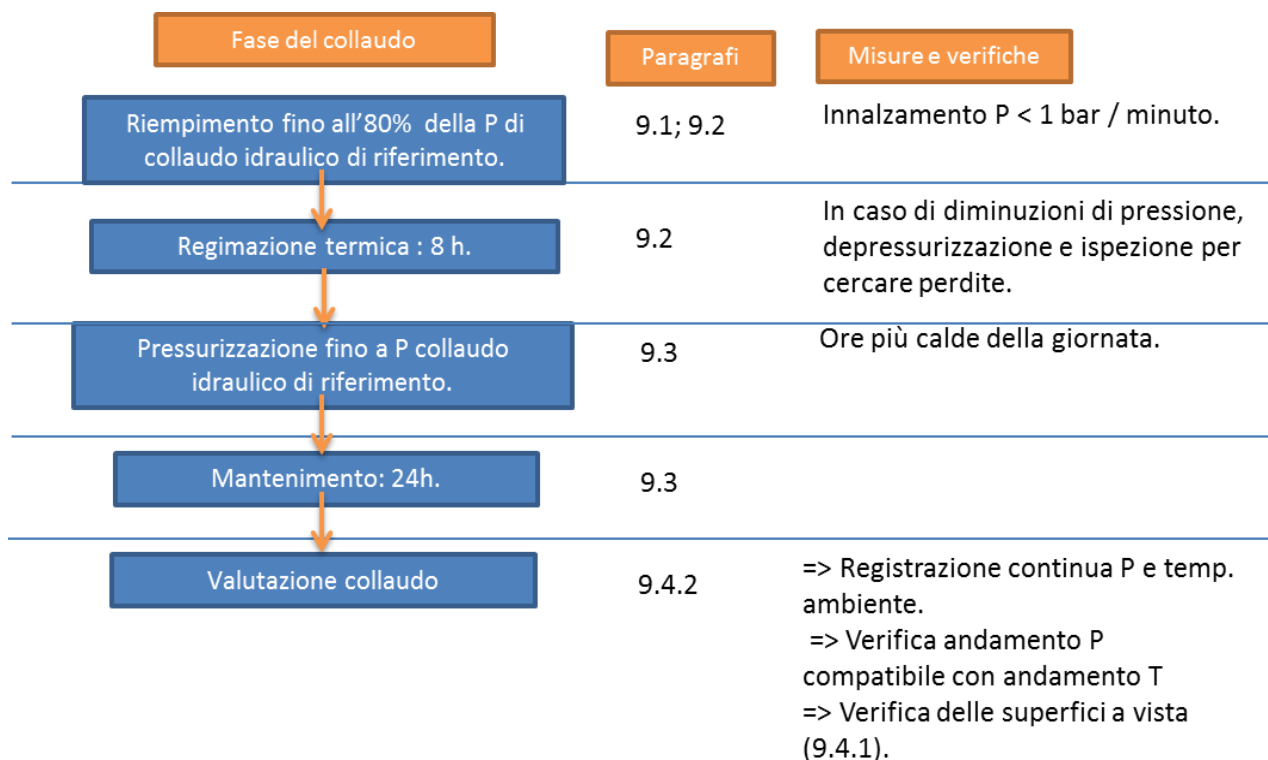 Fase del collaudo
Paragrafi
Misure e verifiche
Riempimento fino all'80% della P di
collaudo idraulico di riferimento.
9.1; 9.2
Innalzamento P < 1 bar / minuto.
Regimazione termica : 8 h.
9.2
In caso di diminuzioni di pressione,
depressurizzazione e ispezione per
cercare perdite.
Pressurizzazione fino a P collaudo
idraulico di riferimento.
9.3
Ore più calde della giornata.
Mantenimento: 24h.
9.3
Valutazione collaudo
9.4.2
=> Registrazione continua P e temp.
ambiente.
=> Verifica andamento P
compatibile con andamento T
=> Verifica delle superfici a vista
(9.4.1).